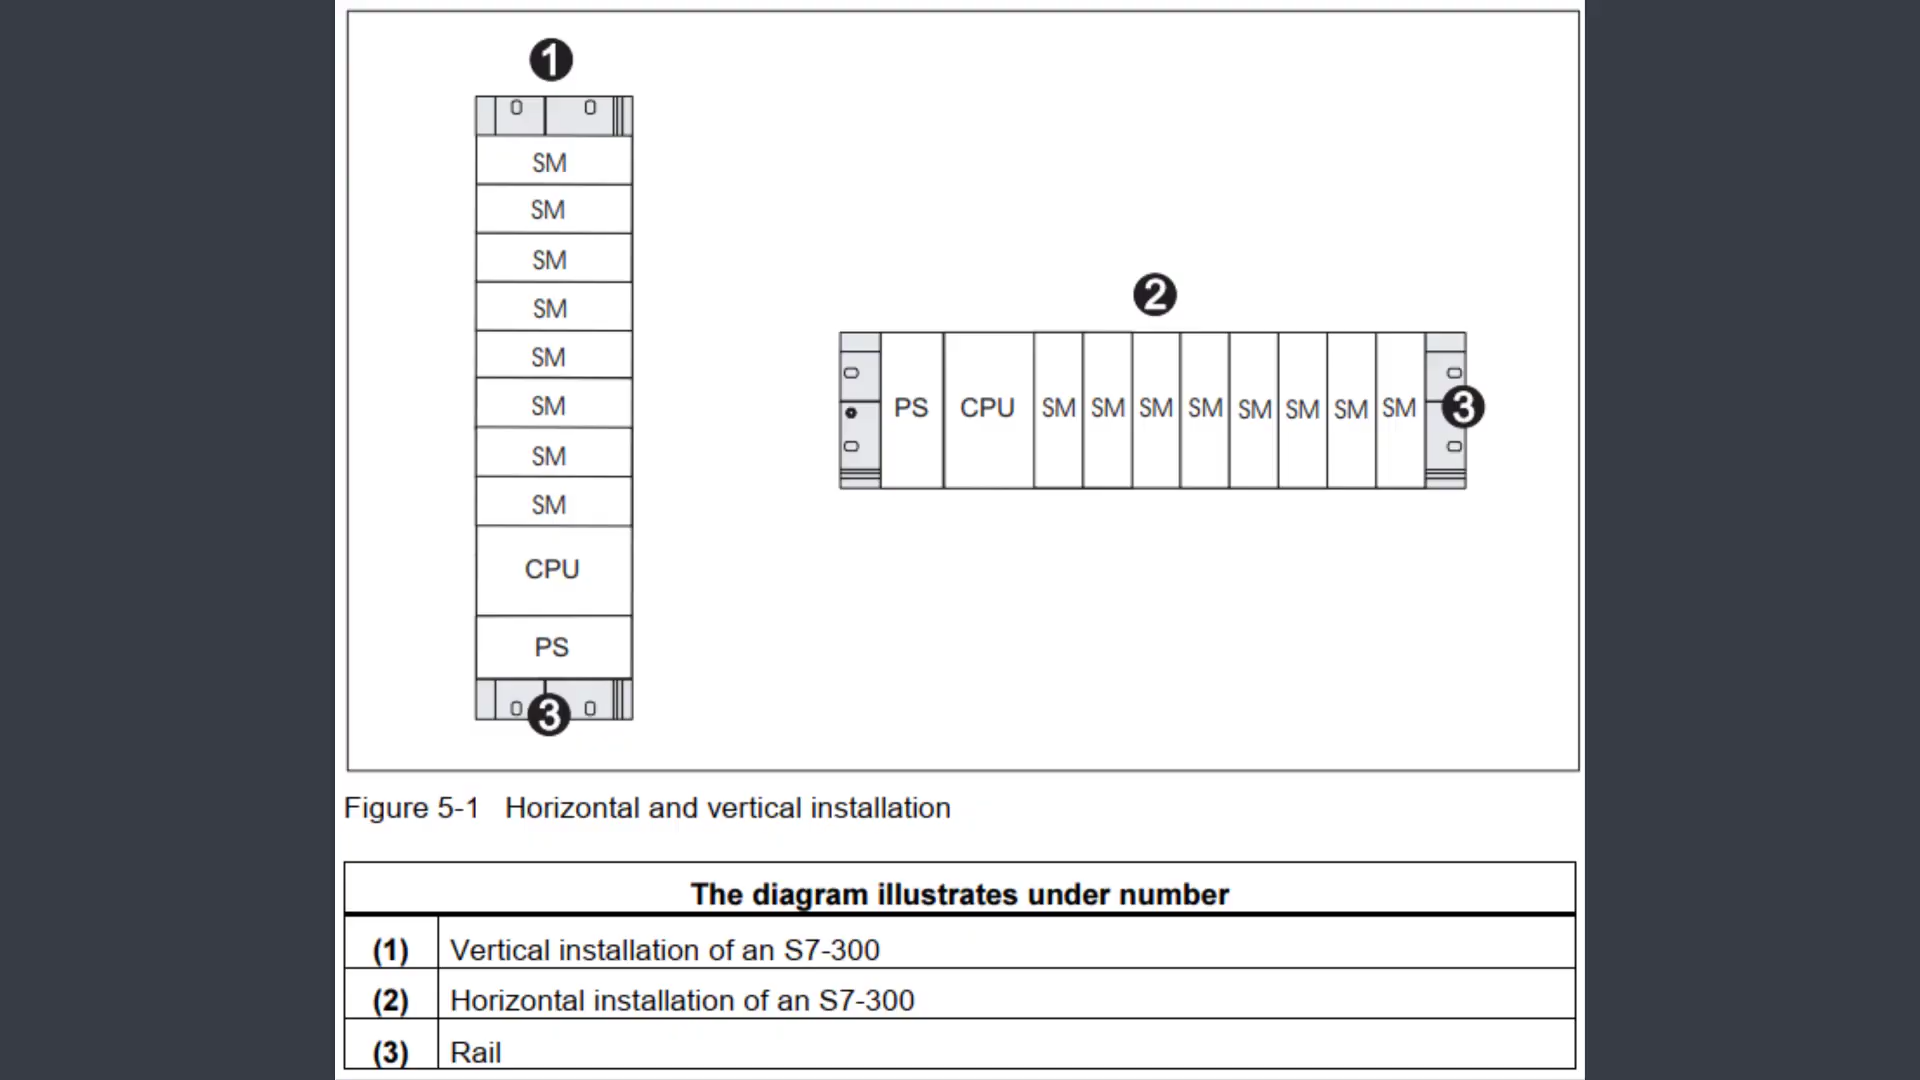 1
SM
SM
SM
SM
SM
SM
SM
SM
CPU
PS
3
2
PS CPU SM SM SM SM SM SM SM SM 3
Figure 5-1 Horizontal and vertical installation
The diagram illustrates under number
(1) Vertical installation of an S7-300
(2) Horizontal installation of an S7-300
(3) Rail